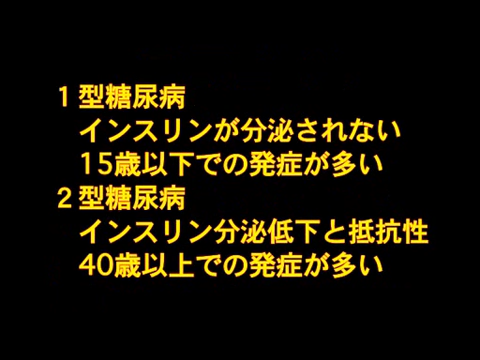 １型糖尿病
インスリンが分泌されない
15歳以下での発症が多い
２型糖尿病
インスリン分泌低下と抵抗性
40歳以上での発症が多い